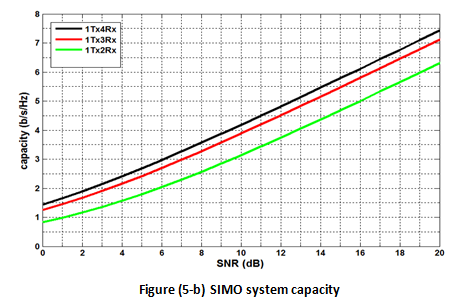 8
7
6
5
4
3
2
1
0
capacity (b/s/Hz)
1Tx4Rx
1Tx3Rx
1Tx2Rx
0 2 4 6 8 10 12 14 16 18 20
SNR (dB)
Figure (5-b) SIMO system capacity